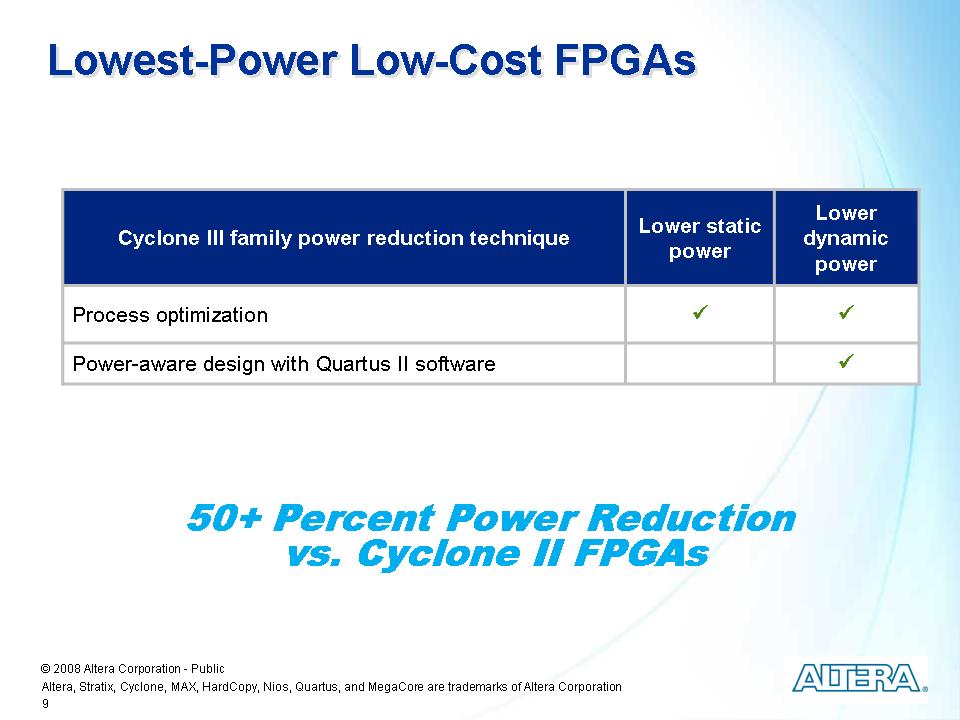 Lowest-Power Low-Cost FPGAs
Cyclone III family power reduction technique
Lower static
power
Lower
dynamic
power
Process optimization ✓ ✓
Power-aware design with Quartus II software ✓
50+ Percent Power Reduction
vs. Cyclone II FPGAs
© 2008 Altera Corporation - Public
Altera, Stratix, Cyclone, MAX, HardCopy, Nios, Quartus, and MegaCore are trademarks of Altera Corporation
9
ALTERA®